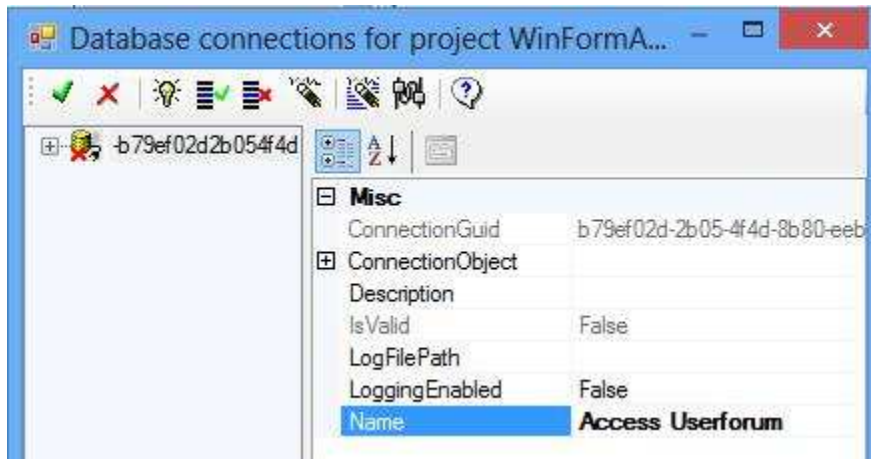 Database connections for project WinFormA...
-b79ef02d2b054f4d
Misc
ConnectionGuid b79ef02d-2b05-4f4d-8b80-eeb
ConnectionObject
Description
IsValid False
LogFilePath
LoggingEnabled False
Name Access Userforum